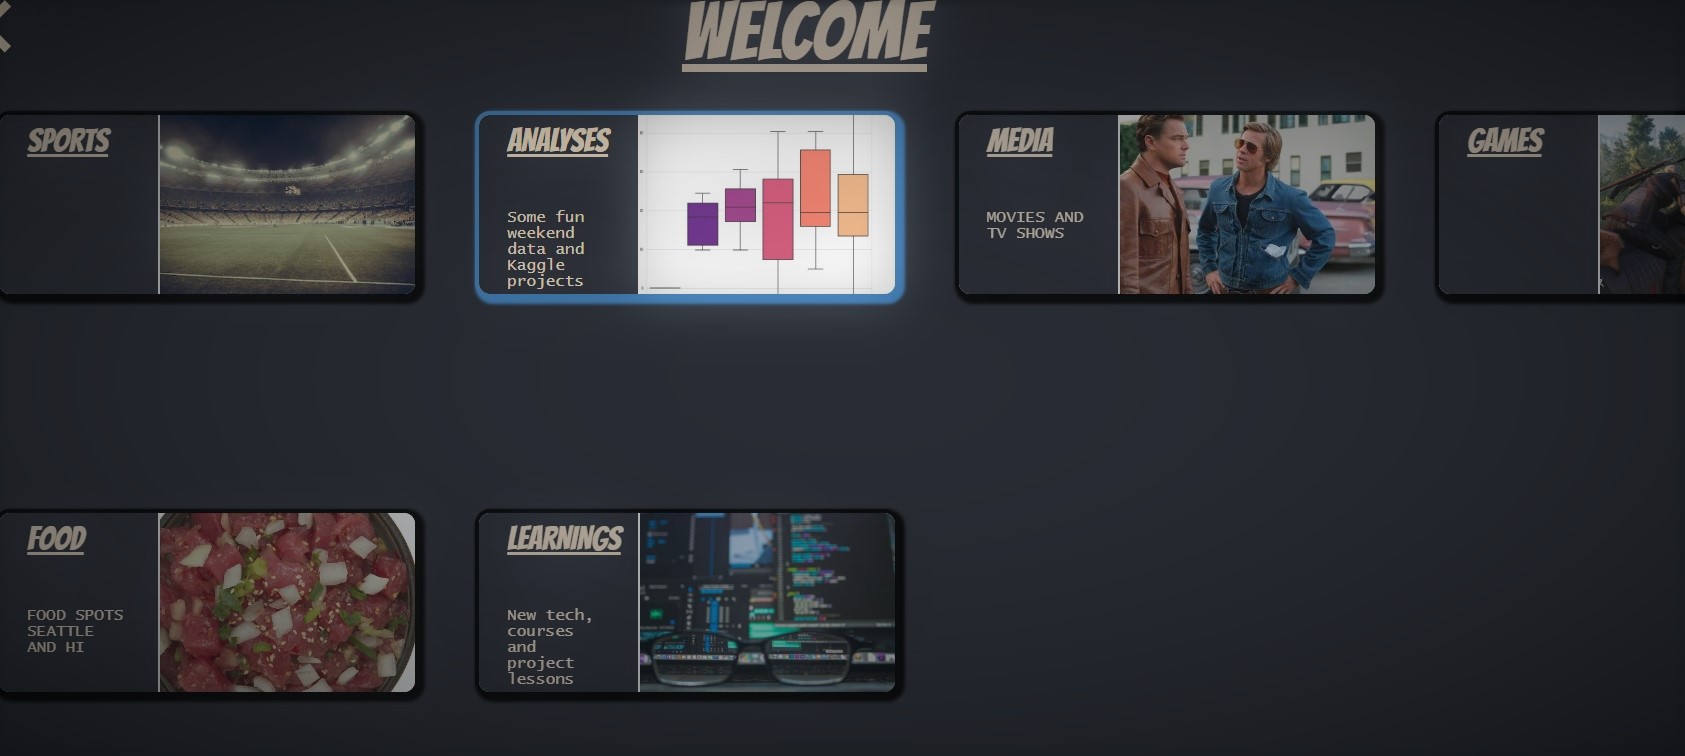 WELCOME
SPORTS
ANALYSES
Some fun
weekend
data and
Kaggle
projects
MEDIA
MOVIES AND
TV SHOWS
GAMES
FOOD
FOOD SPOTS
SEATTLE
AND HI
LEARNINGS
New tech,
courses
and
project
lessons